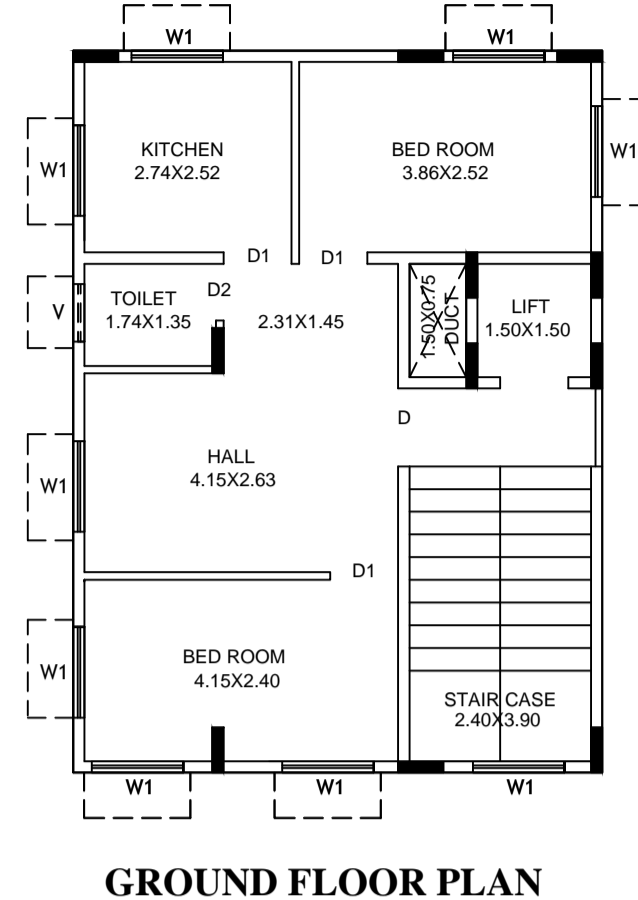 W1
W1
KITCHEN
2.74X2.52
BED ROOM
3.86X2.52
W1
W1
D1
D1
TOILET
1.74X1.35
D2
2.31X1.45
1.50X0.75
DUCT
LIFT
1.50X1.50
V
D
HALL
4.15X2.63
W1
D1
BED ROOM
4.15X2.40
W1
STAIR CASE
2.40X3.90
W1
W1
W1
GROUND FLOOR PLAN